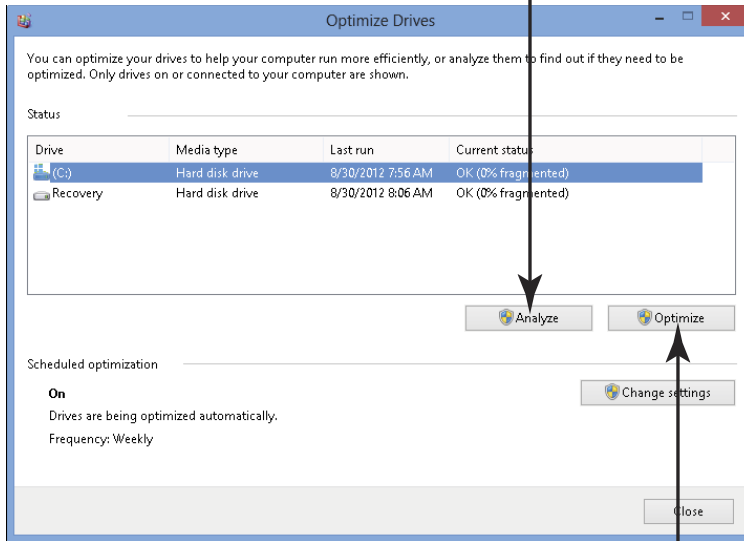 Optimize Drives
You can optimize your drives to help your computer run more efficiently, or analyze them to find out if they need to be
optimized. Only drives on or connected to your computer are shown.
Status
Drive Media type Last run Current status
(C:) Hard disk drive 8/30/2012 7:56 AM OK (0% fragmented)
Recovery Hard disk drive 8/30/2012 8:06 AM OK (0% fragmented)
Analyze Optimize
Scheduled optimization
On Change settings
Drives are being optimized automatically.
Frequency: Weekly
Close